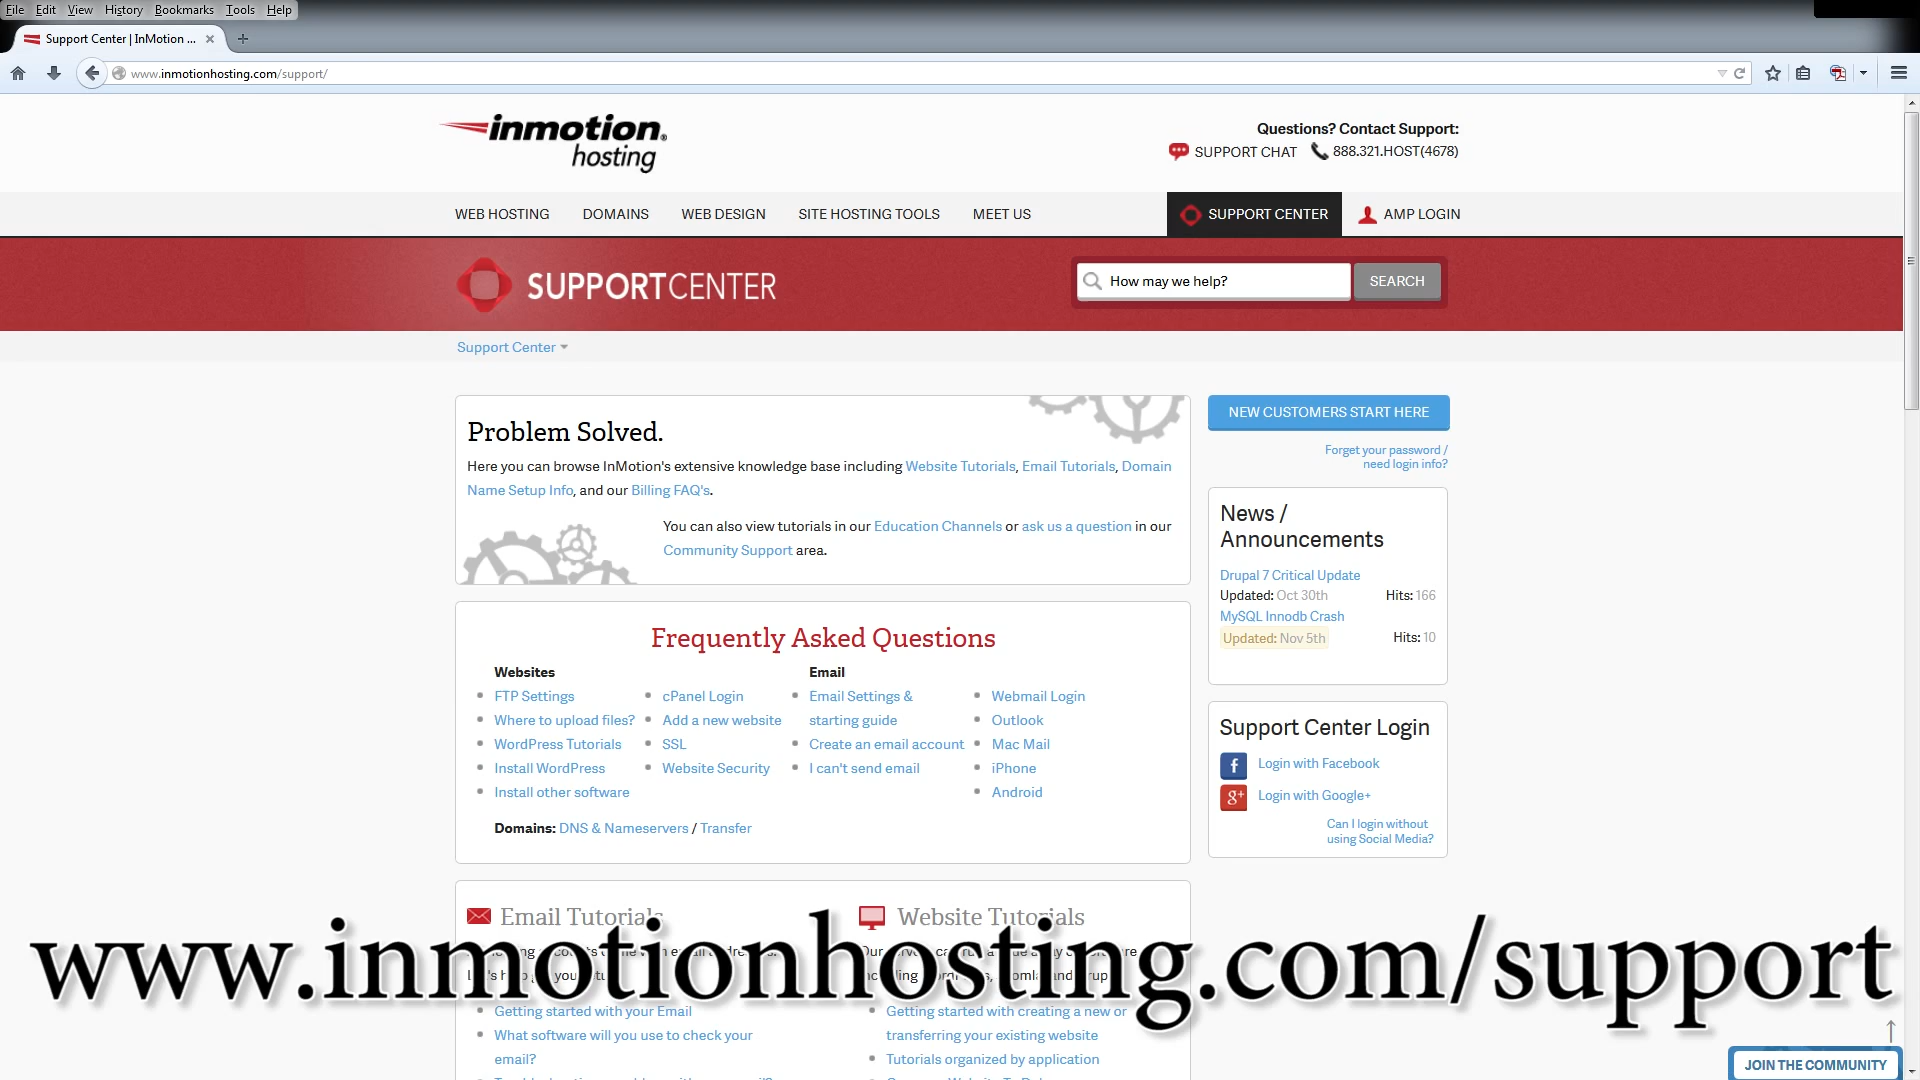 File Edit View History Bookmarks Tools Help
Support Center | InMotion ...
www.inmotionhosting.com/support/
inmotion
hosting
Questions? Contact Support:
SUPPORT CHAT 888.321.HOST(4678)
WEB HOSTING DOMAINS WEB DESIGN SITE HOSTING TOOLS MEET US SUPPORT CENTER AMP LOGIN
SUPPORTCENTER
How may we help? SEARCH
Support Center
Problem Solved.
Here you can browse InMotion's extensive knowledge base including Website Tutorials, Email Tutorials, Domain
Name Setup Info, and our Billing FAQ's.
You can also view tutorials in our Education Channels or ask us a question in our
Community Support area.
NEW CUSTOMERS START HERE
Forget your password /
need login info?
News /
Announcements
Drupal 7 Critical Update
Updated: Oct 30th Hits: 166
MySQL Innodb Crash
Updated: Nov 5th Hits: 10
Frequently Asked Questions
Websites
FTP Settings
Where to upload files?
WordPress Tutorials
Install WordPress
Install other software
cPanel Login
Add a new website
SSL
Website Security
Email
Email Settings &
starting guide
Create an email account
I can't send email
Webmail Login
Outlook
Mac Mail
iPhone
Android
Domains: DNS & Nameservers / Transfer
Support Center Login
f Login with Facebook
g+ Login with Google+
Can I login without
using Social Media?
Email Tutorials
Getting started with your Email
What software will you use to check your
email?
Website Tutorials
Getting started with creating a new or
transferring your existing website
Tutorials organized by application
www.inmotionhosting.com/support
JOIN THE COMMUNITY